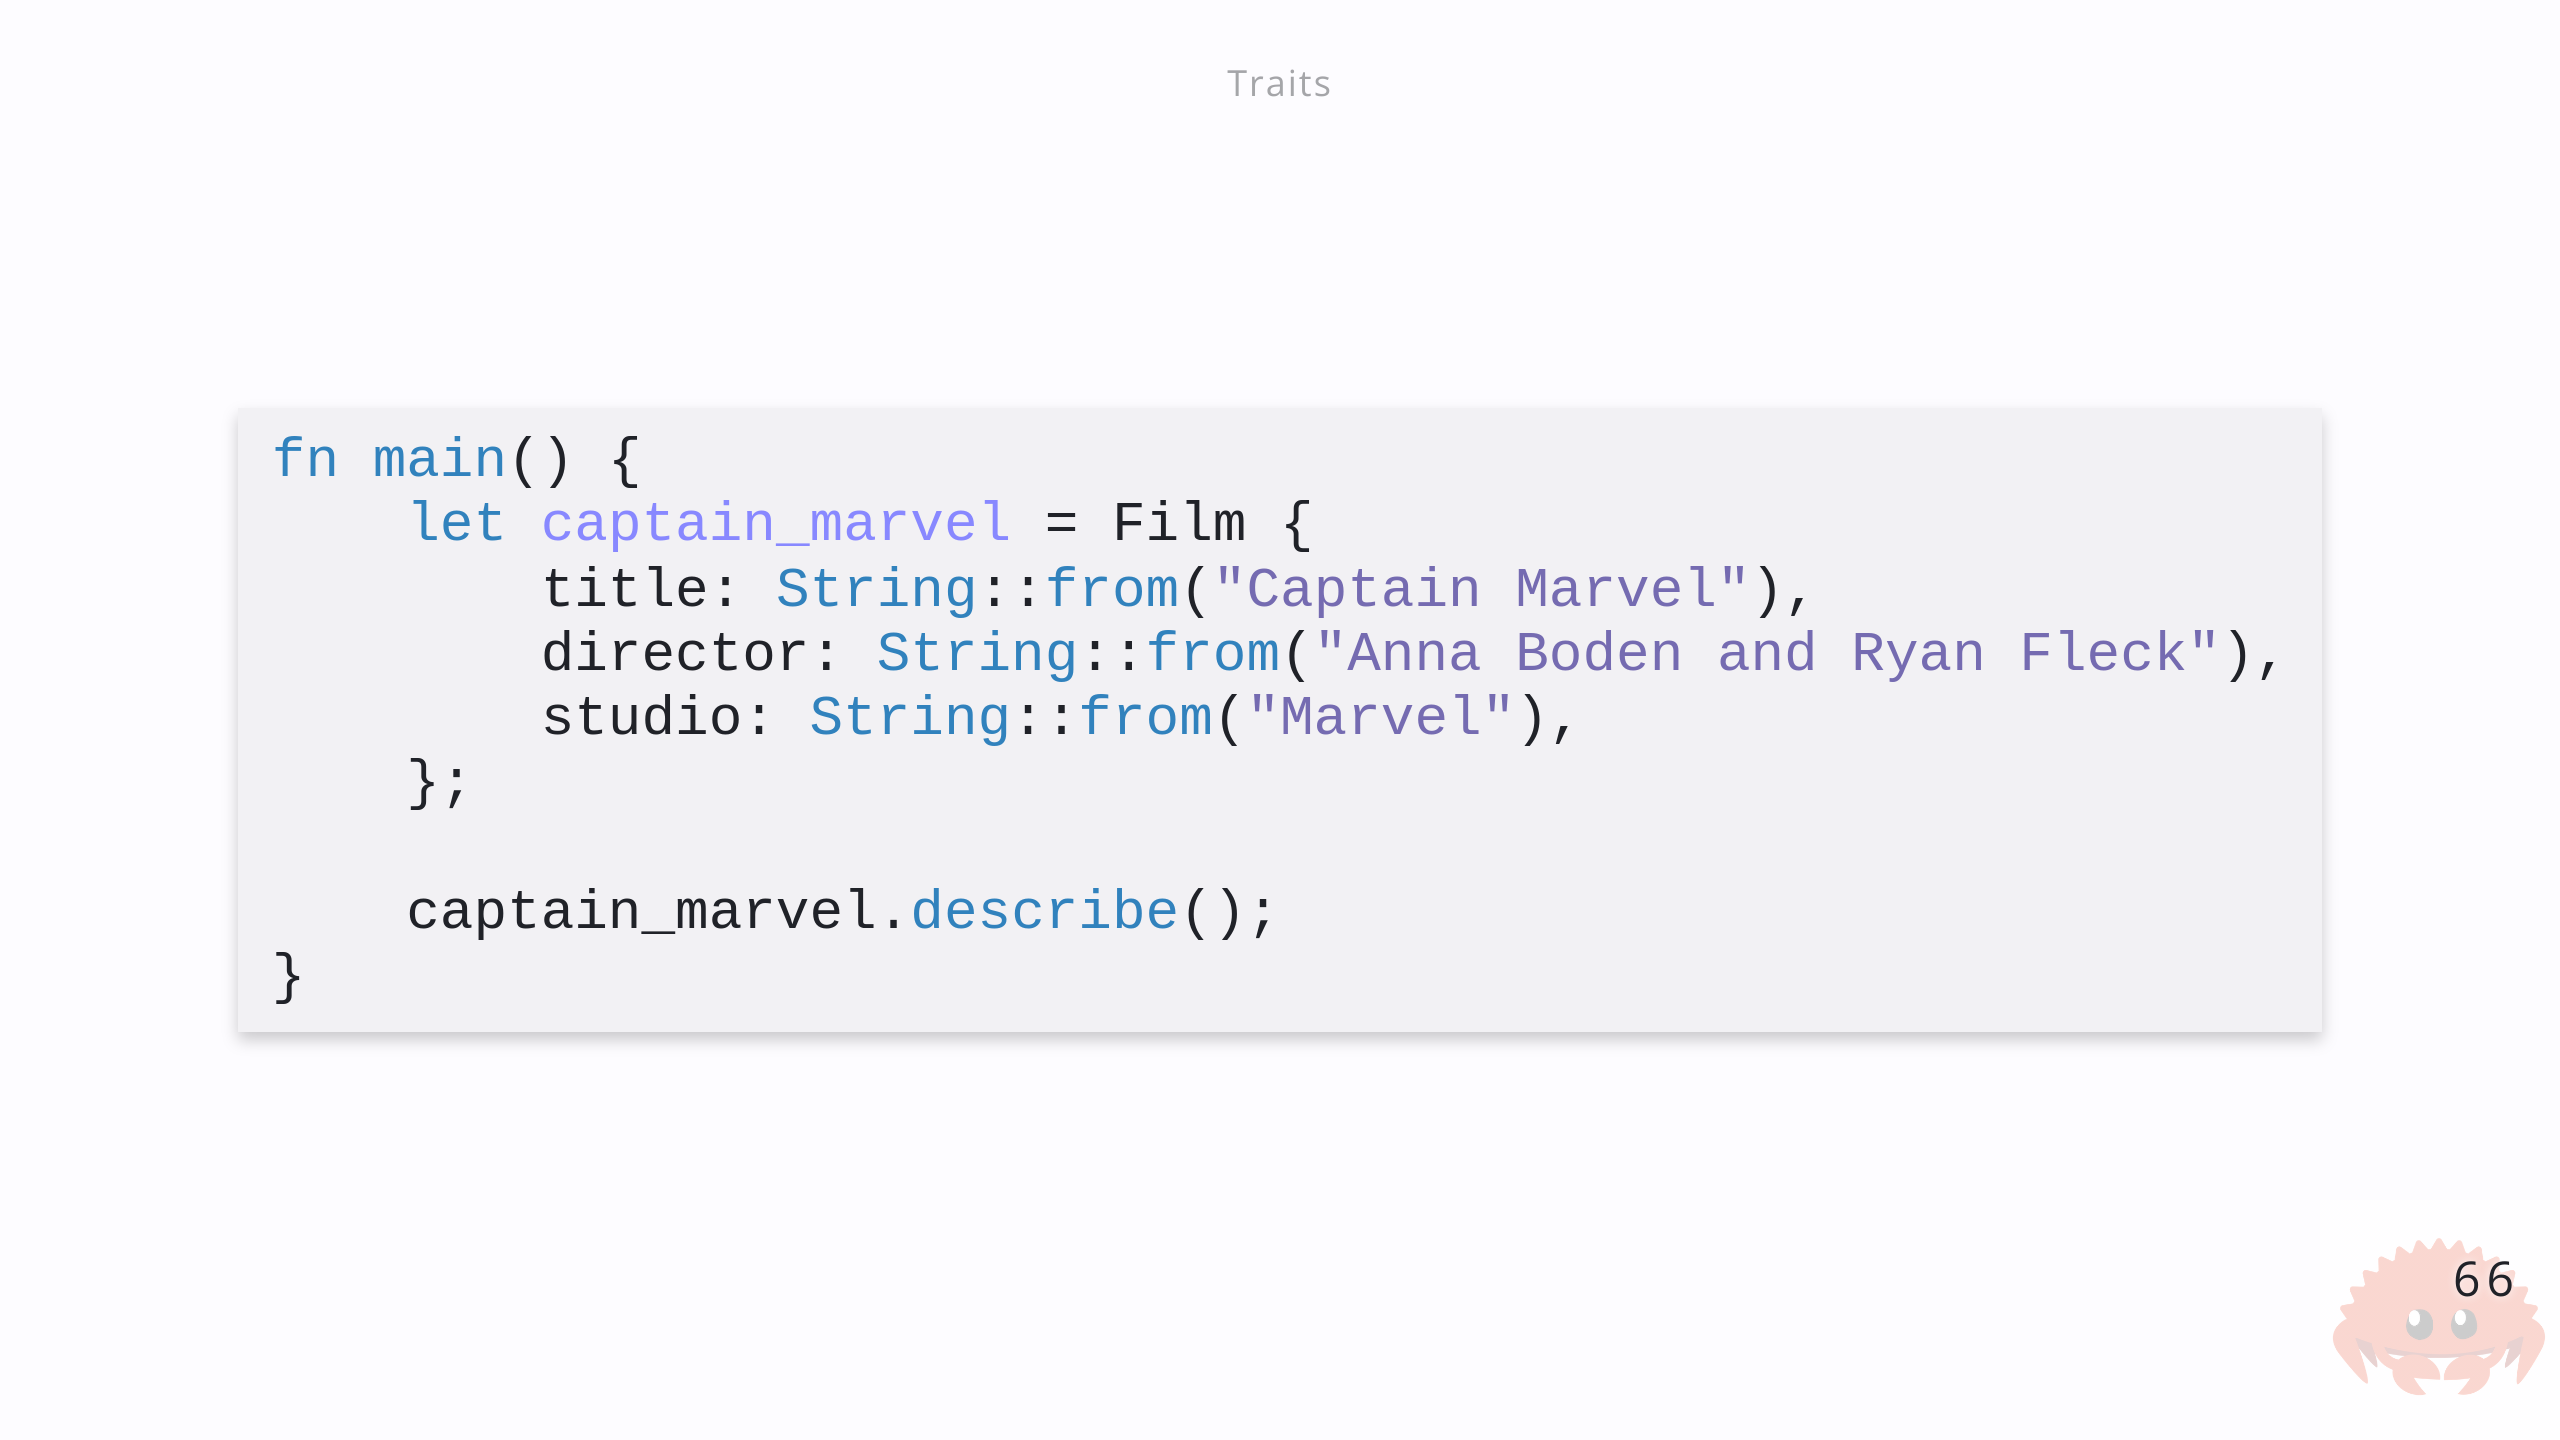 Traits
fn main() {
    let captain_marvel = Film {
        title: String::from("Captain Marvel"),
        director: String::from("Anna Boden and Ryan Fleck"),
        studio: String::from("Marvel"),
    };

    captain_marvel.describe();
}
66